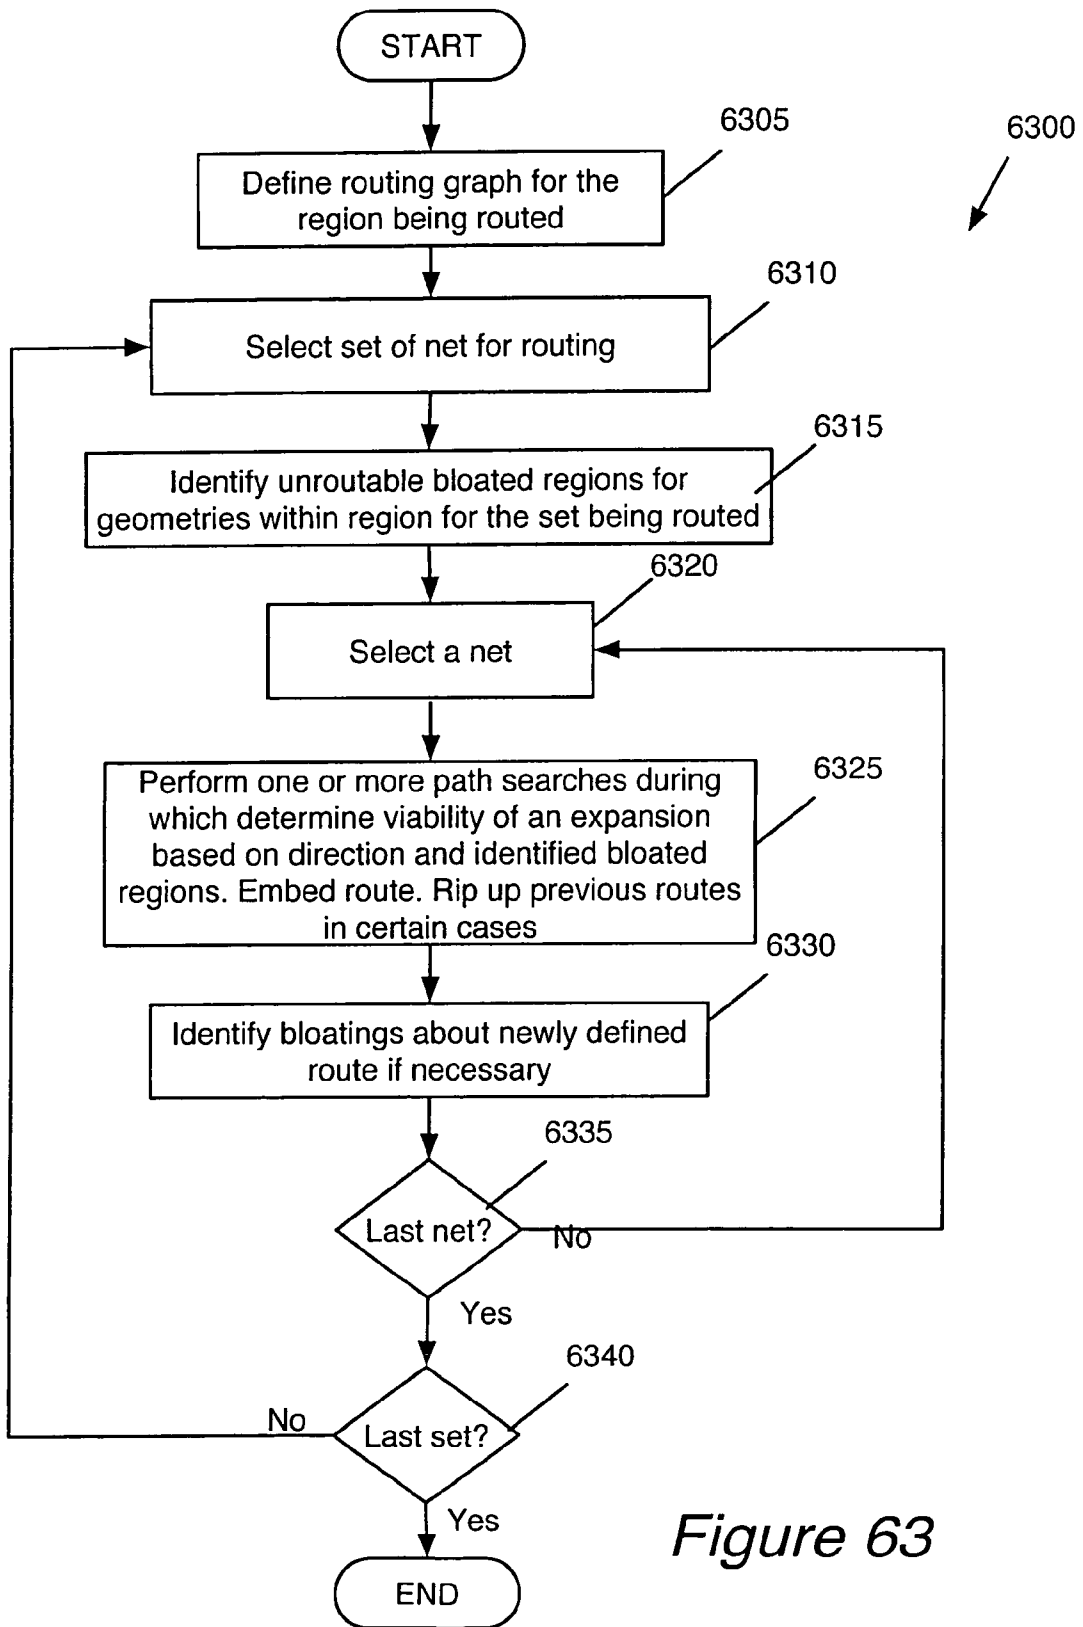 START
6305
6300
Define routing graph for the
region being routed
6310
Select set of net for routing
6315
Identify unroutable bloated regions for
geometries within region for the set being routed
6320
Select a net
6325
Perform one or more path searches during
which determine viability of an expansion
based on direction and identified bloated
regions. Embed route. Rip up previous routes
in certain cases
6330
Identify bloatings about newly defined
route if necessary
6335
Last net?
No
Yes
6340
Last set?
No
Yes
END
Figure 63